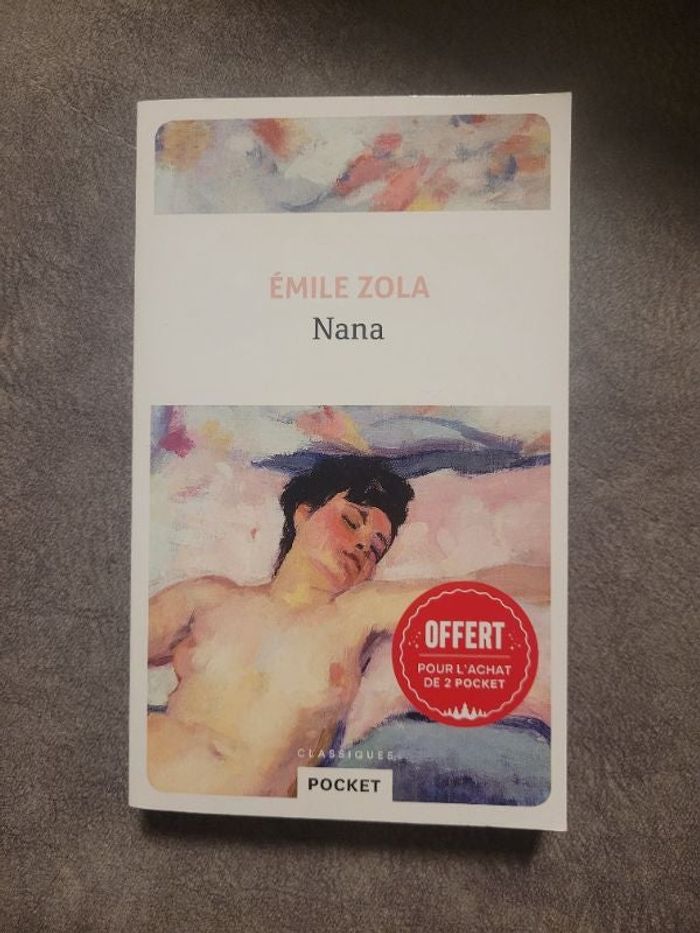 ÉMILE ZOLA
Nana
OFFERT
POUR L'ACHAT
DE 2 POCKET
CLASSIQUES
POCKET